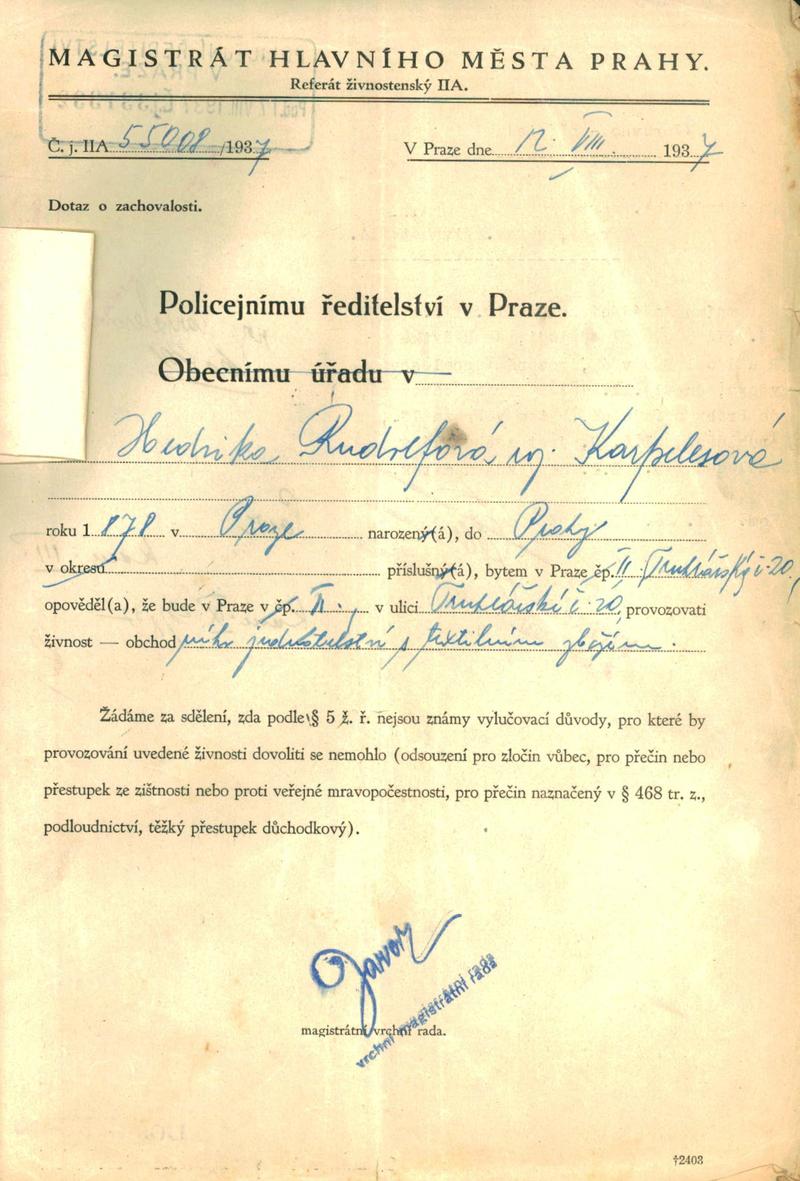 MAGISTRÁT HLAVNÍHO MĚSTA PRAHY.
Referát živnostenský IIA.
Č. j. IIA 55008/1937 V Praze dne 12. VIII. 1937
Dotaz o zachovalosti.
Policejnímu ředitelství v Praze.
Obecnímu úřadu v
Hedvika Rudolfová roz. Karpelesová
roku 1878 v Praze narozený(á), do Prahy
v okresu příslušný(á), bytem v Praze čp. II. Truhlářská č. 20,
opověděl(a), že bude v Praze v čp. II. v ulici Truhlářská č. 20, provozovati
živnost — obchod textilním zbožím.
Žádáme za sdělení, zda podle § 5 ž. ř. nejsou známy vylučovací důvody, pro které by
provozování uvedené živnosti dovoliti se nemohlo (odsouzení pro zločin vůbec, pro přečin nebo
přestupek ze zištnosti nebo proti veřejné mravopočestnosti, pro přečin naznačený v § 468 tr. z.,
podloudnictví, těžký přestupek důchodkový).
magistrátní vrchní rada.
vrchní magistrátní rada
†2403